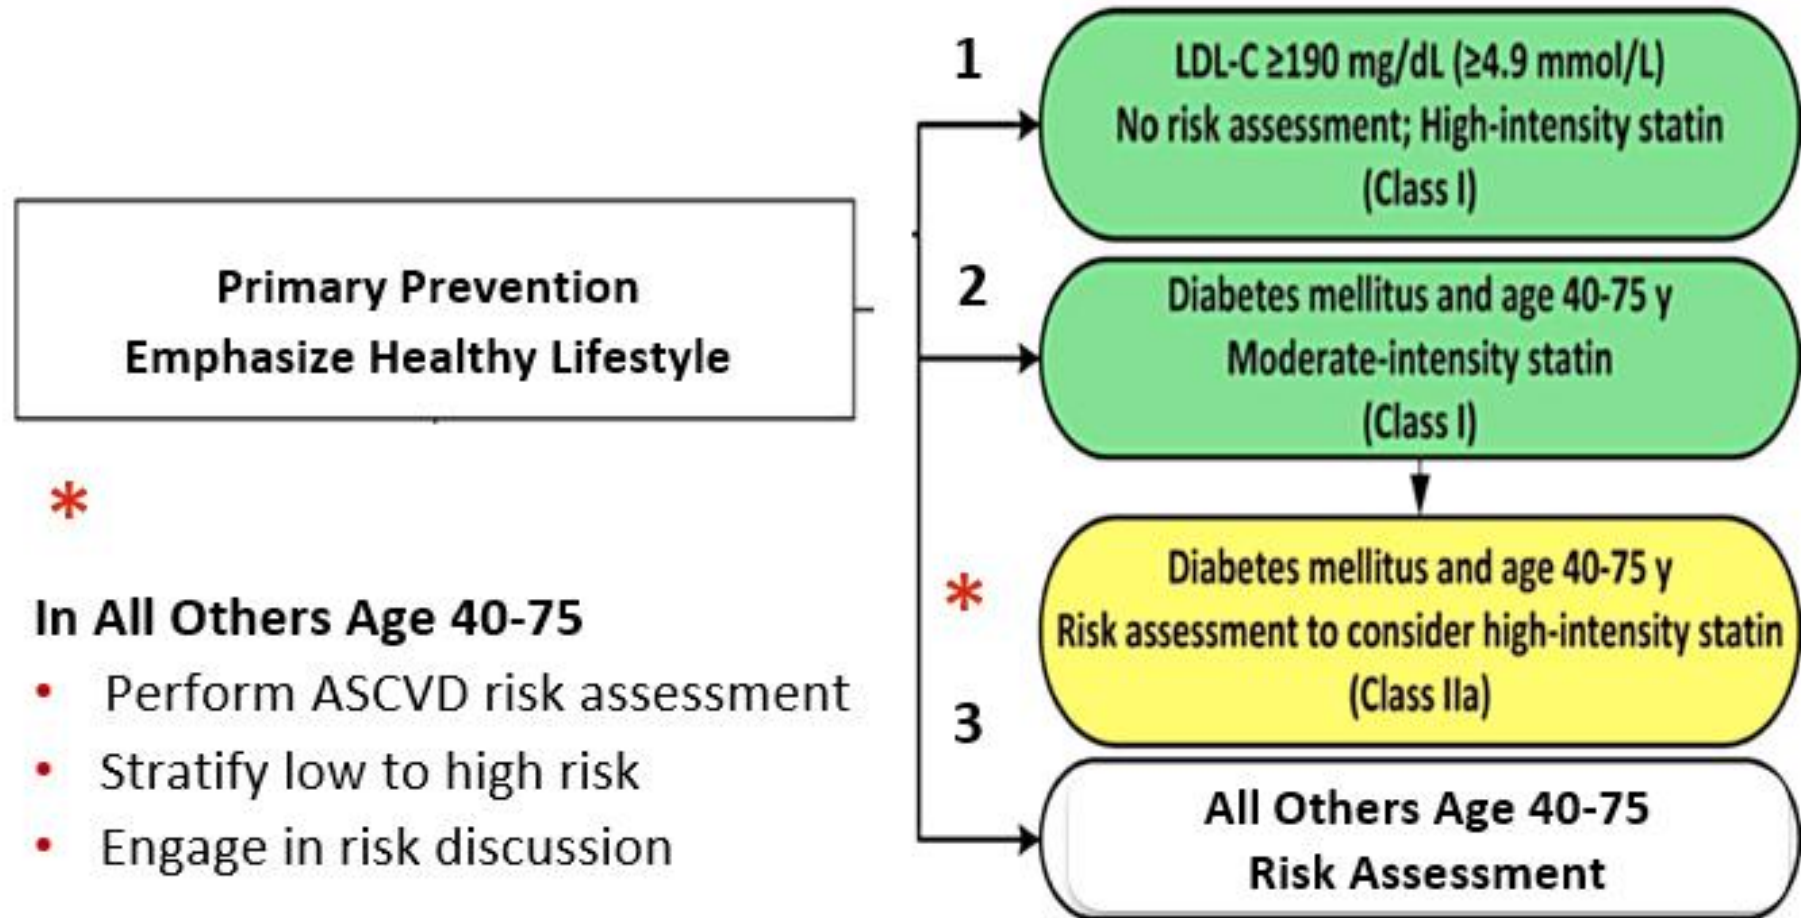 1
LDL-C ≥190 mg/dL (≥4.9 mmol/L)
No risk assessment; High-intensity statin
(Class I)
Primary Prevention
Emphasize Healthy Lifestyle
2
Diabetes mellitus and age 40-75 y
Moderate-intensity statin
(Class I)
*
Diabetes mellitus and age 40-75 y
Risk assessment to consider high-intensity statin
(Class IIa)
*
In All Others Age 40-75
• Perform ASCVD risk assessment
• Stratify low to high risk
• Engage in risk discussion
3
All Others Age 40-75
Risk Assessment